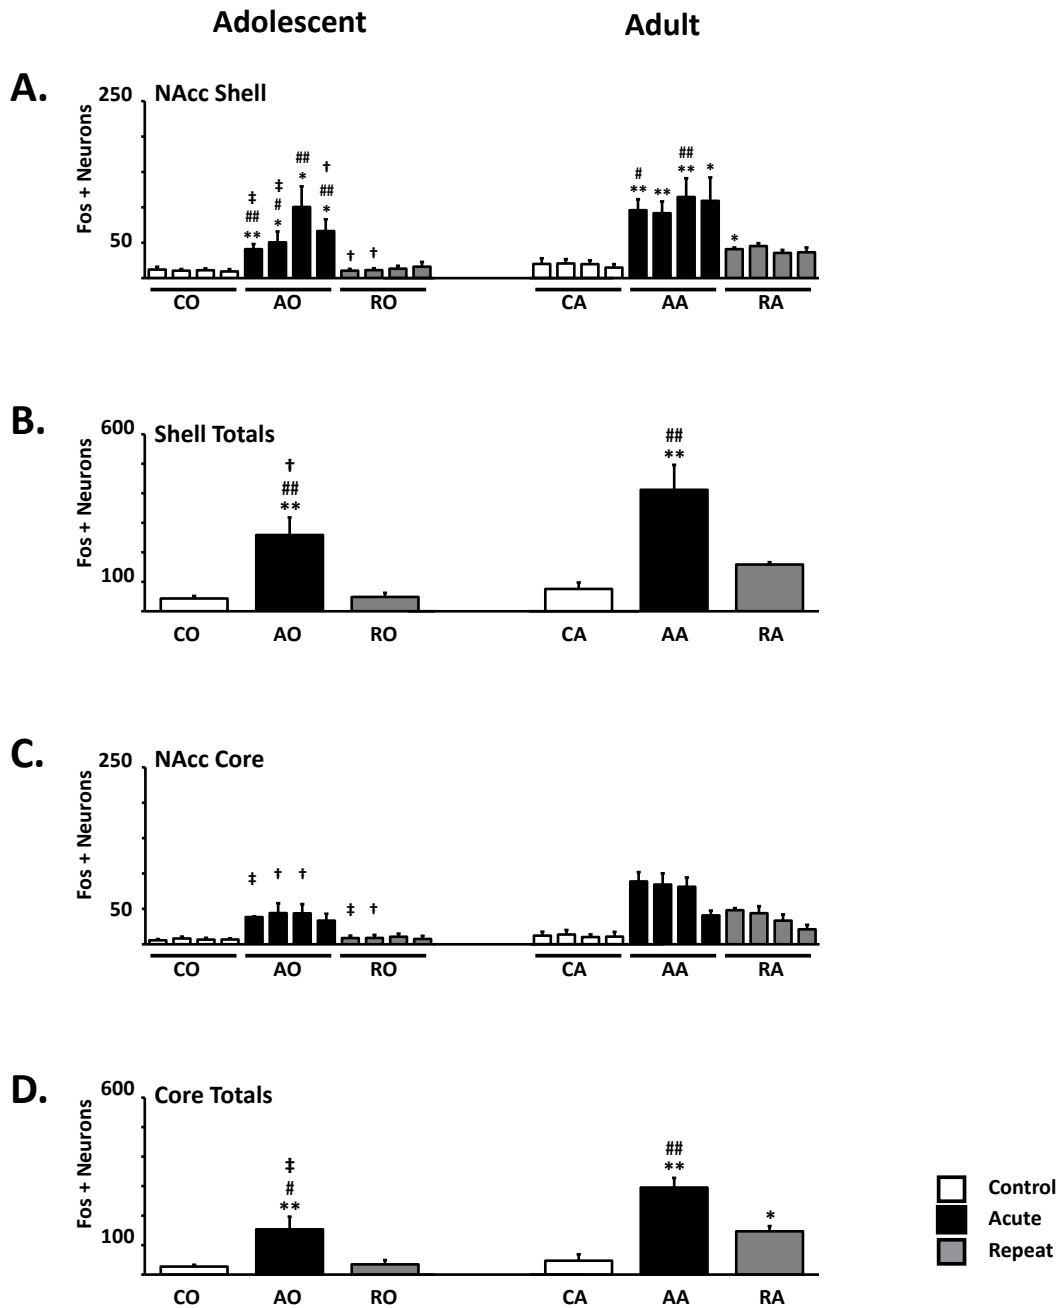 Adolescent Adult
A.
250 NAcc Shell
Fos + Neurons
## † ## *
‡ ‡ ## # ** ** *
## # * *
** *
† † *
50
CO AO RO CA AA RA
B.
600 Shell Totals
Fos + Neurons
† ##
## **
**
100
CO AO RO CA AA RA
C.
250 NAcc Core
Fos + Neurons
‡ † † ‡ †
50
CO AO RO CA AA RA
D.
600 Core Totals
Fos + Neurons
‡ ##
# **
** *
100
CO AO RO CA AA RA
Control
Acute
Repeat